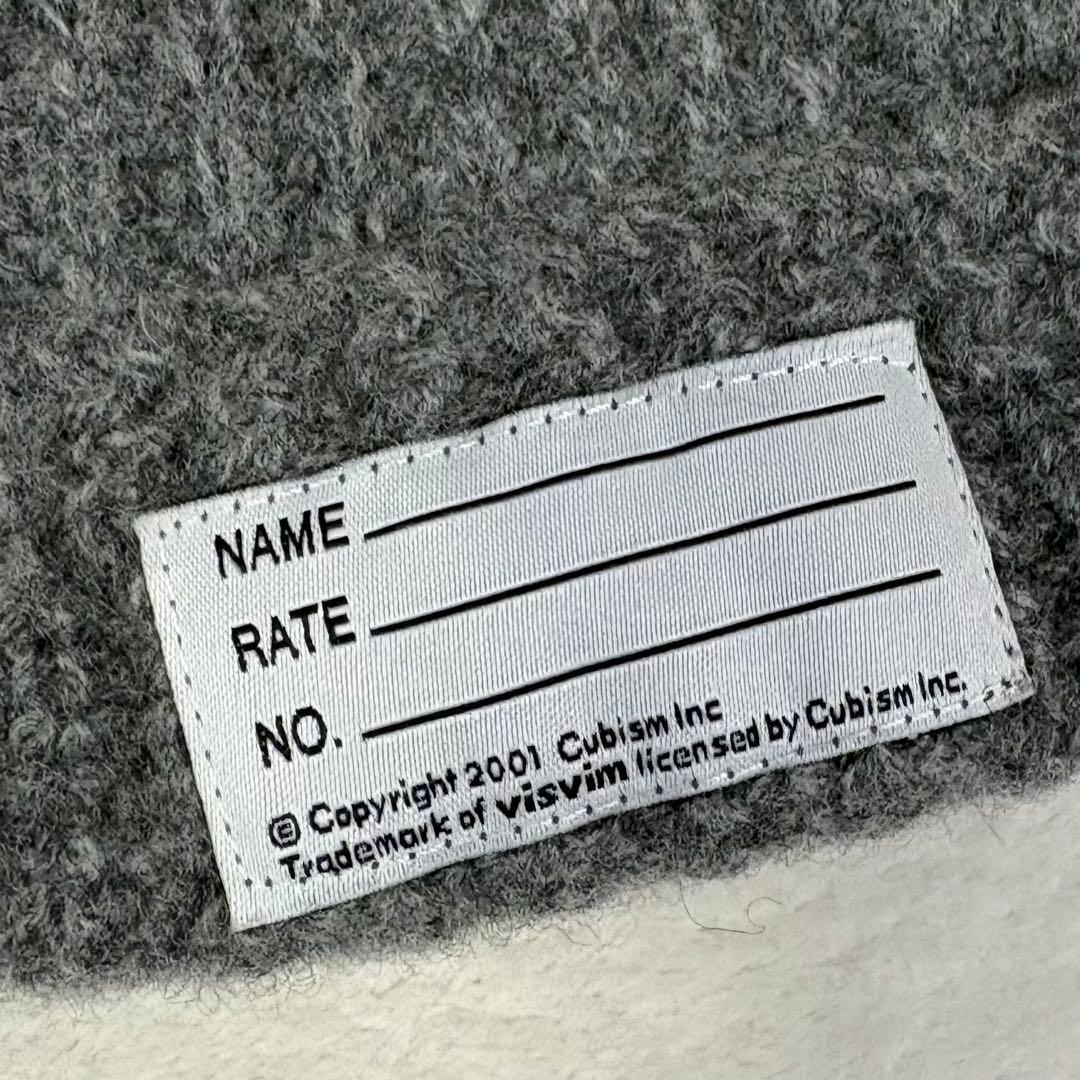 NAME
RATE
NO.
© Copyright 2001 Cubism Inc
Trademark of visvim licensed by Cubism Inc.